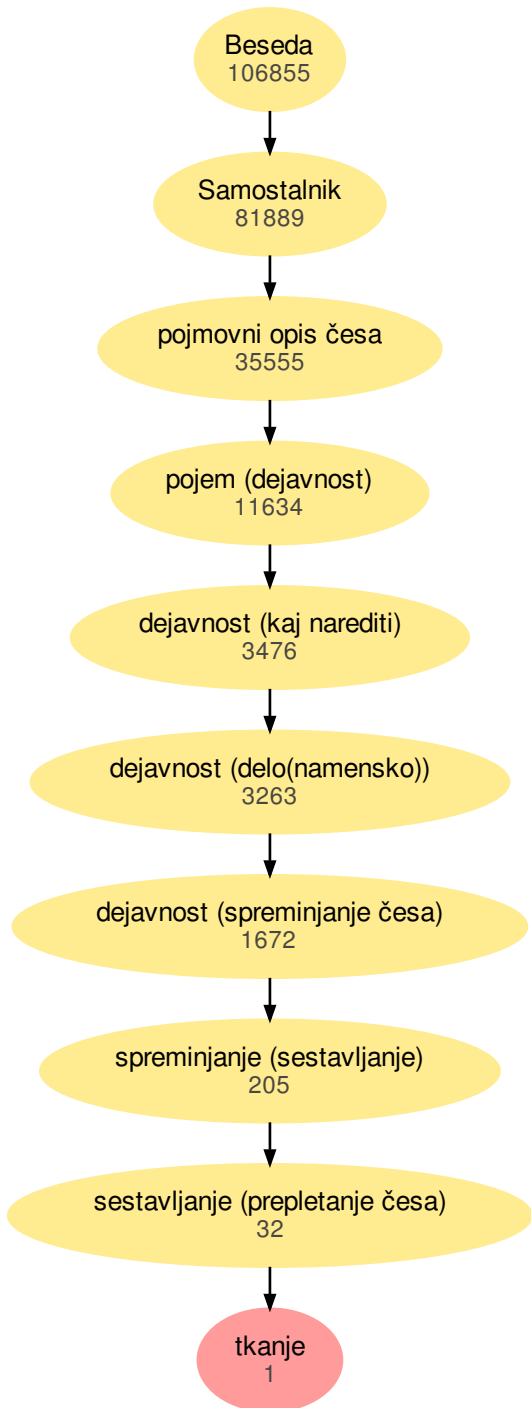 Beseda
106855
Samostalnik
81889
pojmovni opis česa
35555
pojem (dejavnost)
11634
dejavnost (kaj narediti)
3476
dejavnost (delo(namensko))
3263
dejavnost (spreminjanje česa)
1672
spreminjanje (sestavljanje)
205
sestavljanje (prepletanje česa)
32
tkanje
1